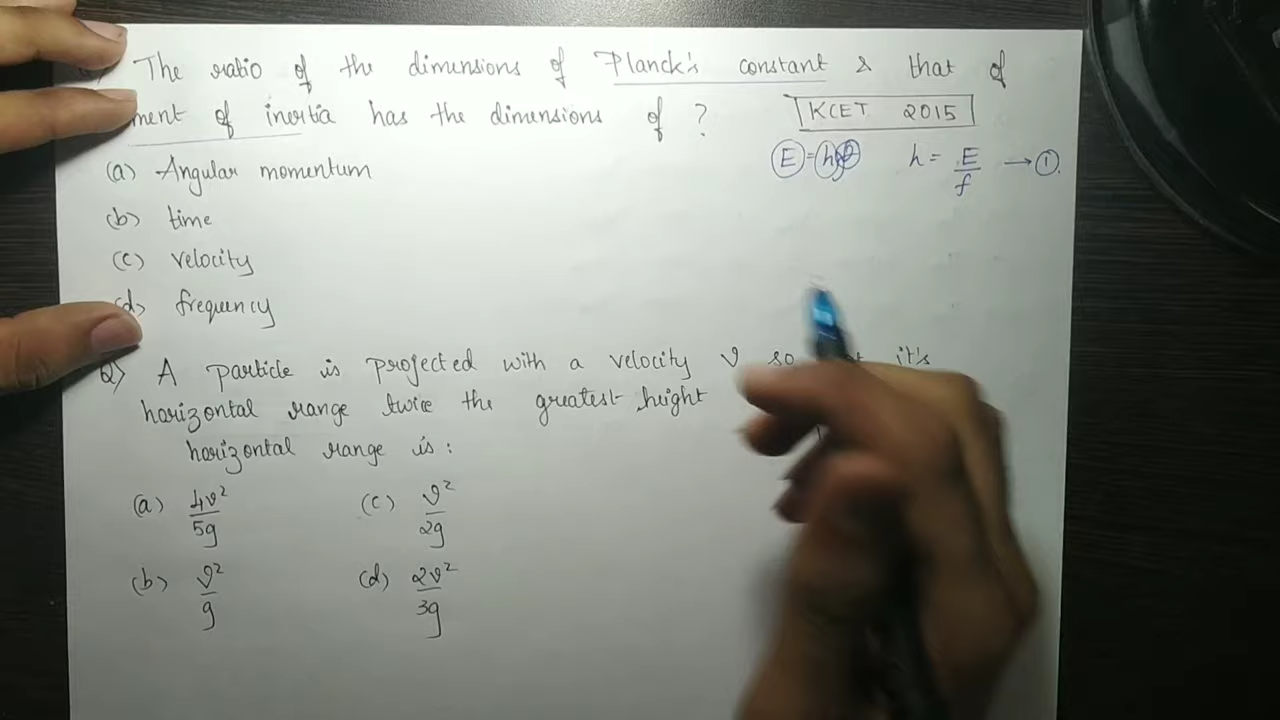 The ratio of the dimensions of Planck's constant & that of
ment of inertia has the dimensions of ? KCET 2015
E = hf h = E/f → ①.
(a) Angular momentum
(b) time
(c) velocity
(d) frequency
Q) A particle is projected with a velocity v so it's
horizontal range twice the greatest height
horizontal range is :
(a) 4v²/5g (c) v²/2g
(b) v²/g (d) 2v²/3g